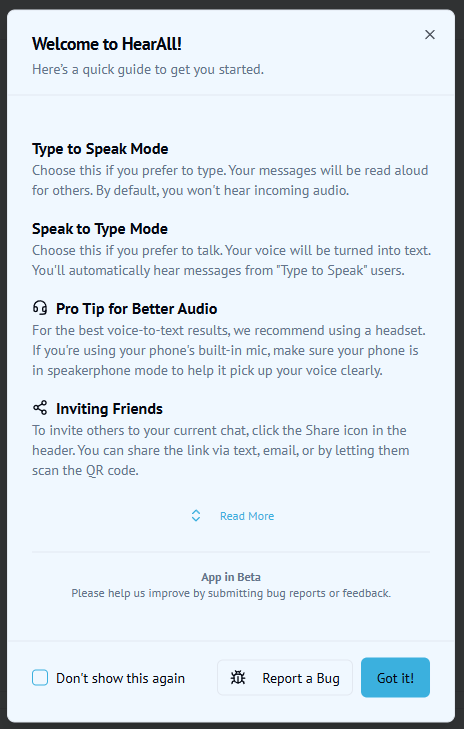 Welcome to HearAll!
Here's a quick guide to get you started.
Type to Speak Mode
Choose this if you prefer to type. Your messages will be read aloud
for others. By default, you won't hear incoming audio.
Speak to Type Mode
Choose this if you prefer to talk. Your voice will be turned into text.
You'll automatically hear messages from "Type to Speak" users.
Pro Tip for Better Audio
For the best voice-to-text results, we recommend using a headset.
If you're using your phone's built-in mic, make sure your phone is
in speakerphone mode to help it pick up your voice clearly.
Inviting Friends
To invite others to your current chat, click the Share icon in the
header. You can share the link via text, email, or by letting them
scan the QR code.
Read More
App in Beta
Please help us improve by submitting bug reports or feedback.
Don't show this again
Report a Bug
Got it!